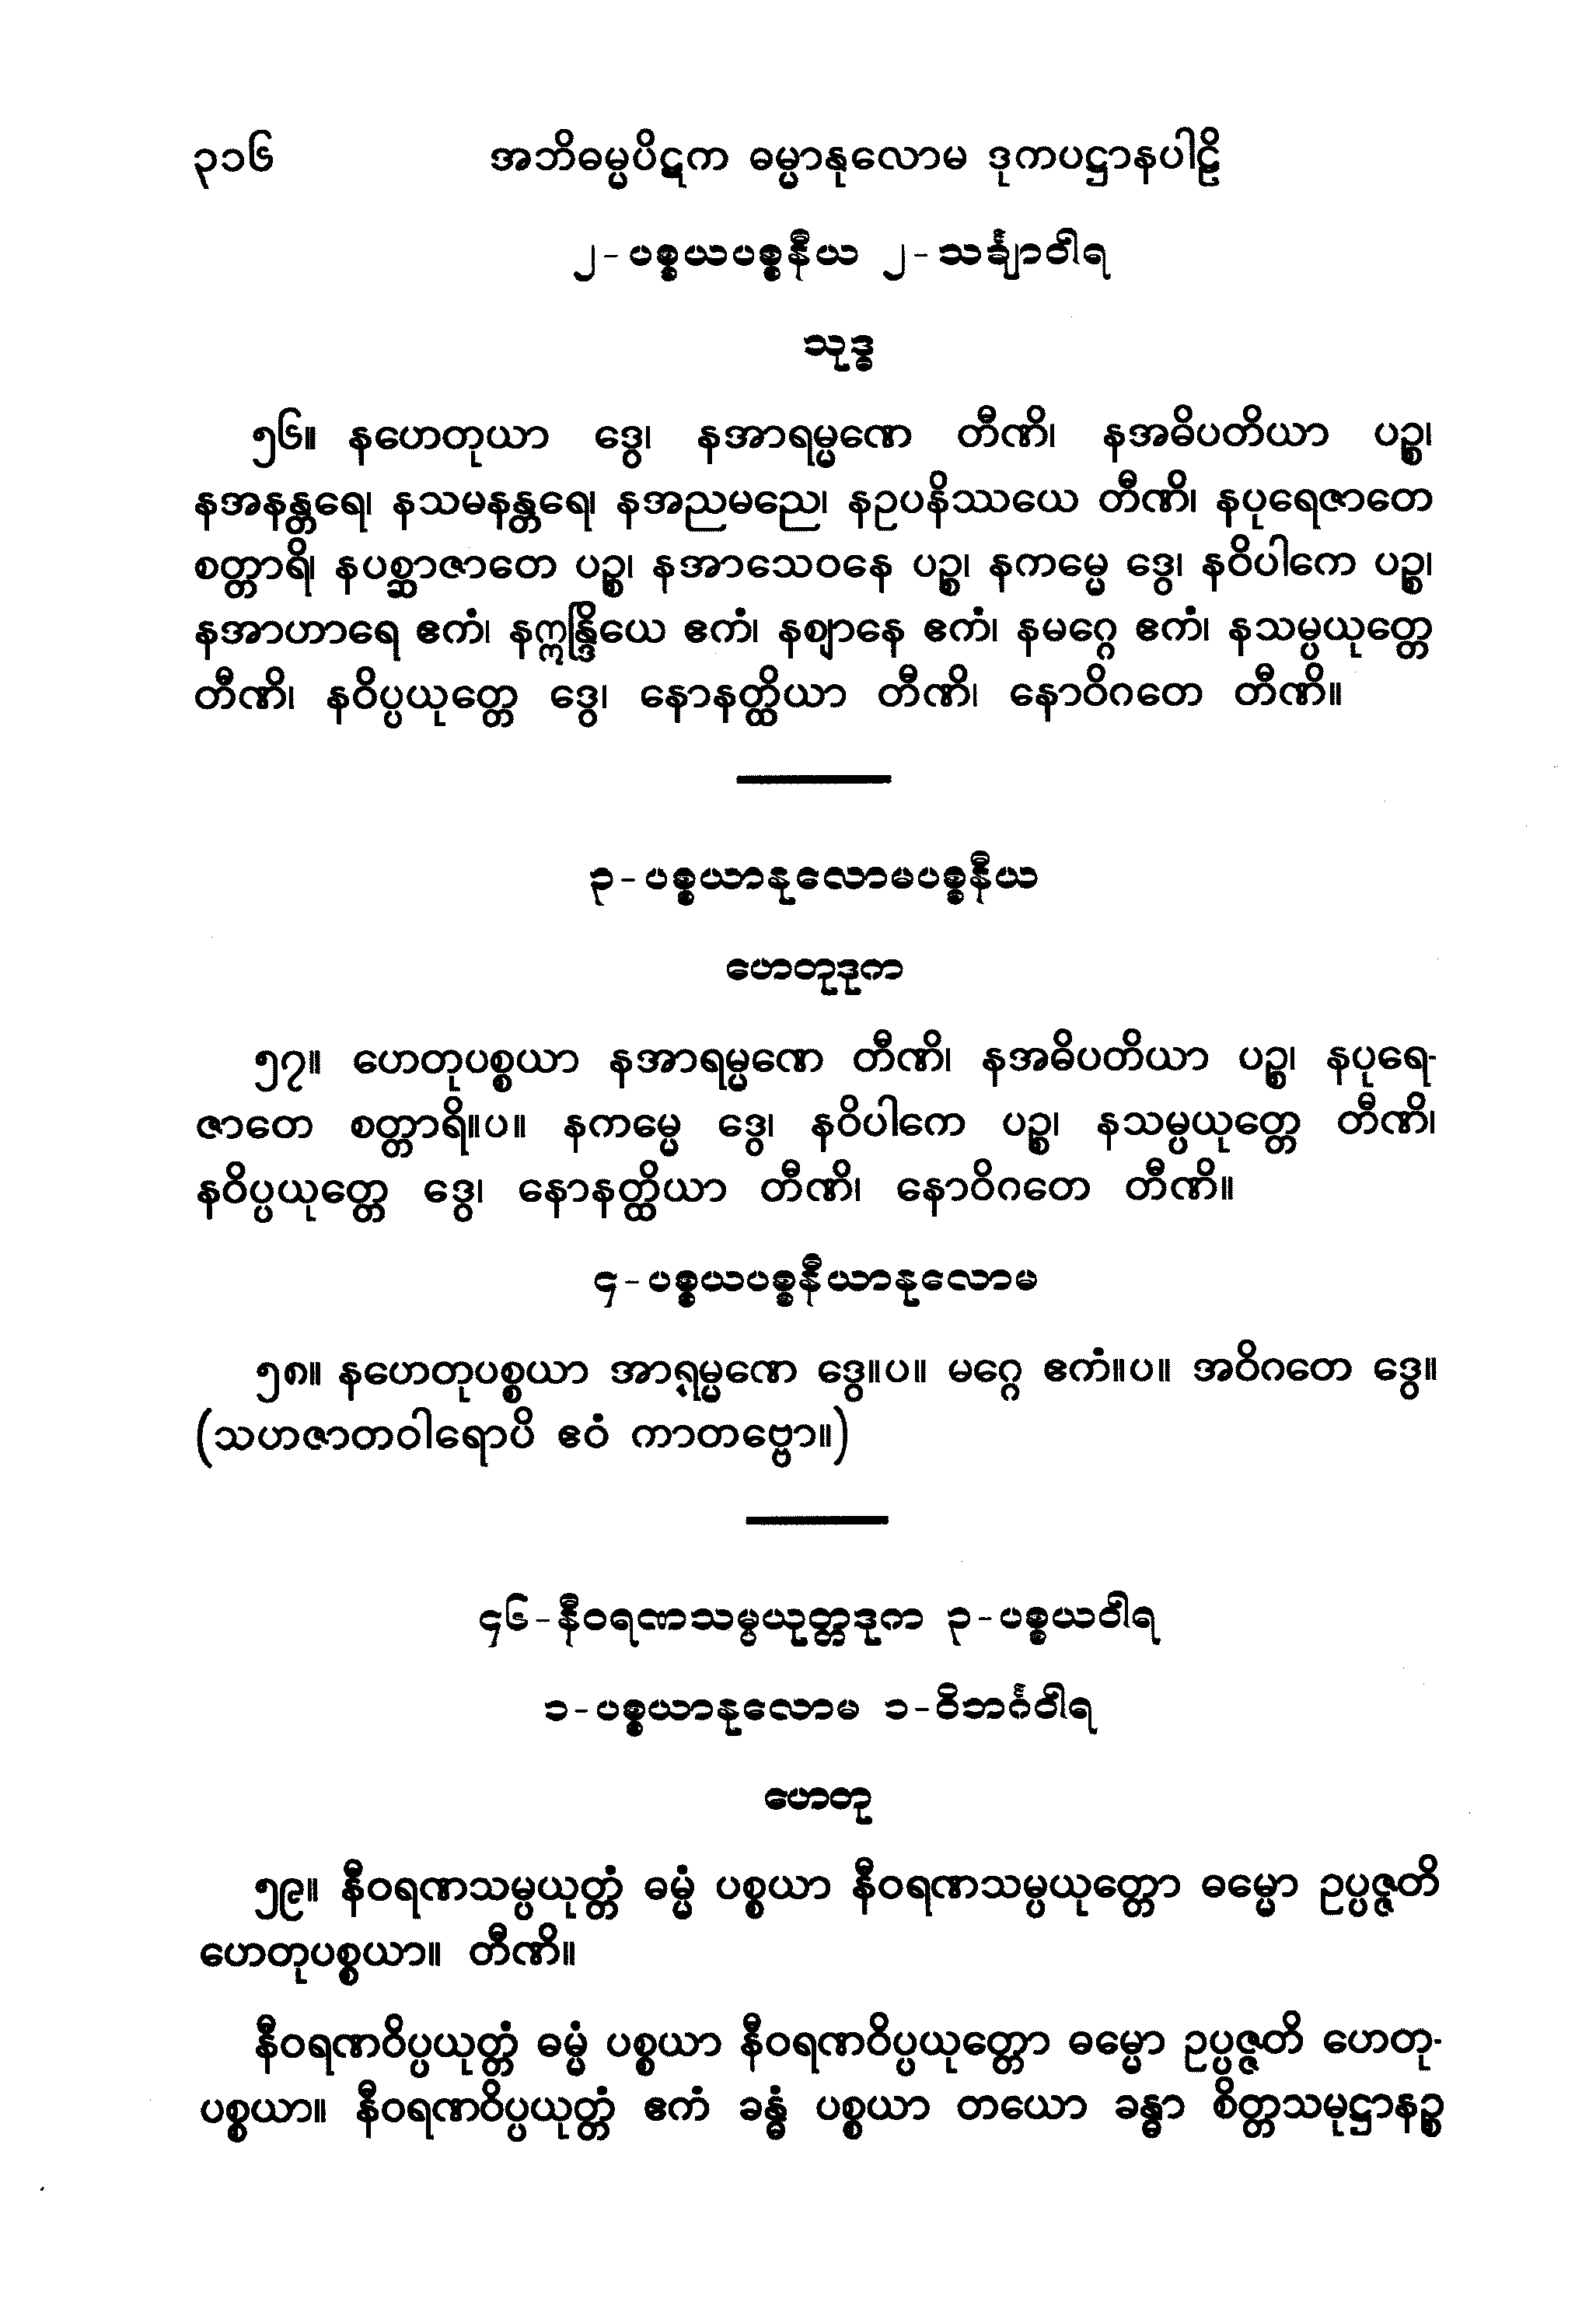 ၃၁၆ အဘိဓမ္မပိဋက ဓမ္မာနုလောမ ဒုကပဋ္ဌာနပါဠိ
၂-ပစ္စယပစ္စနီယ ၂-သင်္ချာဝါရ
သုဒ္ဓ
၅၆။ နဟေတုယာ ဒွေ၊ နအာရမ္မဏေ တီဏိ၊ နအဓိပတိယာ ပဉ္စ၊
နအနန္တရေ၊ နသမနန္တရေ၊ နအညမညေ၊ နဥပနိဿယေ တီဏိ၊ နပုရေဇာတေ
စတ္တာရိ၊ နပစ္ဆာဇာတေ ပဉ္စ၊ နအာသေဝနေ ပဉ္စ၊ နကမ္မေ ဒွေ၊ နဝိပါကေ ပဉ္စ၊
နအာဟာရေ ဧကံ၊ နဣန္ဒြိယေ ဧကံ၊ နဈာနေ ဧကံ၊ နမဂ္ဂေ ဧကံ၊ နသမ္ပယုတ္တေ
တီဏိ၊ နဝိပ္ပယုတ္တေ ဒွေ၊ နောနတ္ထိယာ တီဏိ၊ နောဝိဂတေ တီဏိ။
၃-ပစ္စယာနုလောမပစ္စနီယ
ဟေတုဒုက
၅၇။ ဟေတုပစ္စယာ နအာရမ္မဏေ တီဏိ၊ နအဓိပတိယာ ပဉ္စ၊ နပုရေ-
ဇာတေ စတ္တာရိ။ပ။ နကမ္မေ ဒွေ၊ နဝိပါကေ ပဉ္စ၊ နသမ္ပယုတ္တေ တီဏိ၊
နဝိပ္ပယုတ္တေ ဒွေ၊ နောနတ္ထိယာ တီဏိ၊ နောဝိဂတေ တီဏိ။
၄-ပစ္စယပစ္စနီယာနုလောမ
၅၈။ နဟေတုပစ္စယာ အာရမ္မဏေ ဒွေ။ပ။ မဂ္ဂေ ဧကံ။ပ။ အဝိဂတေ ဒွေ။
(သဟဇာတဝါရောပိ ဧဝံ ကာတဗ္ဗော။)
၄၆-နီဝရဏသမ္ပယုတ္တဒုက ၃-ပစ္စယဝါရ
၁-ပစ္စယာနုလောမ ၁-ဝိဘင်္ဂဝါရ
ဟေတု
၅၉။ နီဝရဏသမ္ပယုတ္တံ ဓမ္မံ ပစ္စယာ နီဝရဏသမ္ပယုတ္တော ဓမ္မော ဥပ္ပဇ္ဇတိ
ဟေတုပစ္စယာ။ တီဏိ။
နီဝရဏဝိပ္ပယုတ္တံ ဓမ္မံ ပစ္စယာ နီဝရဏဝိပ္ပယုတ္တော ဓမ္မော ဥပ္ပဇ္ဇတိ ဟေတု-
ပစ္စယာ။ နီဝရဏဝိပ္ပယုတ္တံ ဧကံ ခန္ဓံ ပစ္စယာ တယော ခန္ဓာ စိတ္တသမုဋ္ဌာနဉ္စ